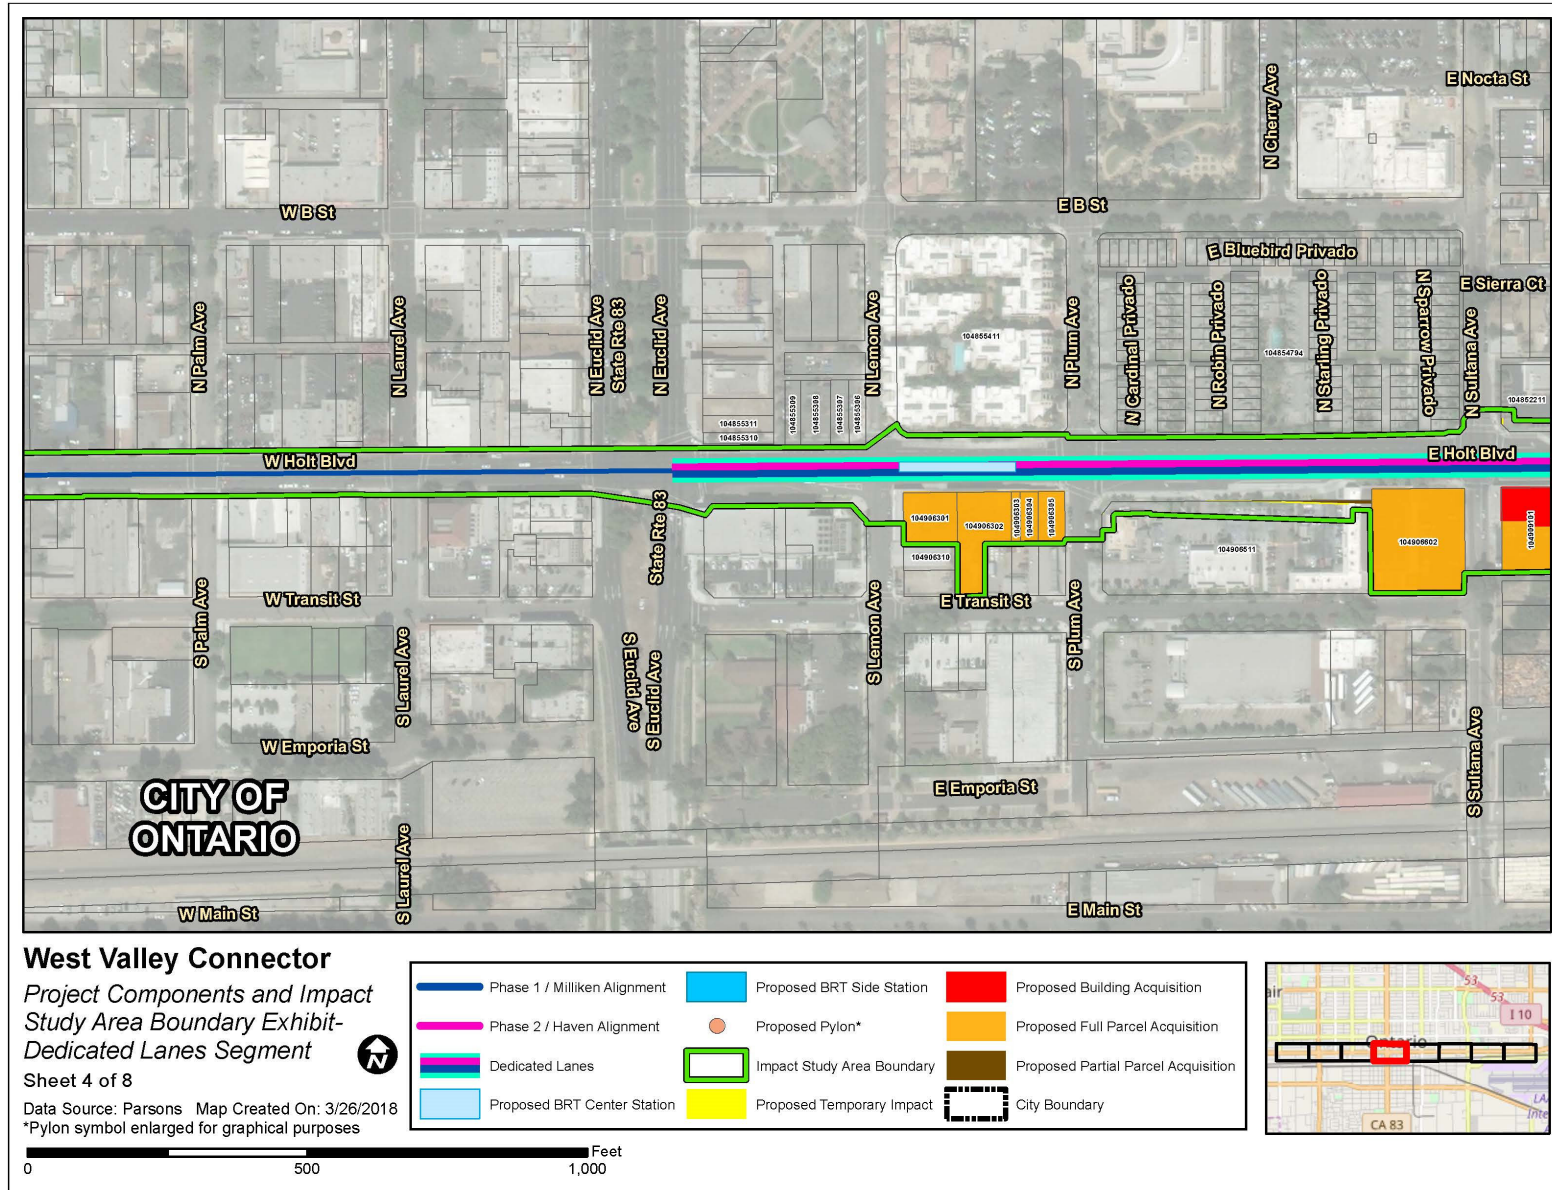 E Nocta St
N Cherry Ave
W B St
E B St
E Bluebird Privado
E Sierra Ct
N Palm Ave
N Laurel Ave
N Euclid Ave
State Rte 83
N Euclid Ave
N Lemon Ave
N Plum Ave
N Cardinal Privado
N Robin Privado
N Starling Privado
N Sparrow Privado
N Sultana Ave
104855411
104854794
104852211
104855311
104855310
104855309
104855308
104855307
104855306
W Holt Blvd
E Holt Blvd
State Rte 83
104906301
104906302
104906303
104906304
104906305
104906310
104906511
104906602
104909101
W Transit St
E Transit St
S Palm Ave
S Laurel Ave
S Euclid Ave
S Euclid Ave
S Lemon Ave
S Plum Ave
S Sultana Ave
W Emporia St
E Emporia St
CITY OF
ONTARIO
S Laurel Ave
W Main St
E Main St
West Valley Connector
Project Components and Impact
Study Area Boundary Exhibit-
Dedicated Lanes Segment
N
Sheet 4 of 8
Data Source: Parsons Map Created On: 3/26/2018
*Pylon symbol enlarged for graphical purposes
Feet
0
500
1,000
Phase 1 / Milliken Alignment
Phase 2 / Haven Alignment
Dedicated Lanes
Proposed BRT Center Station
Proposed BRT Side Station
Proposed Pylon*
Impact Study Area Boundary
Proposed Temporary Impact
Proposed Building Acquisition
Proposed Full Parcel Acquisition
Proposed Partial Parcel Acquisition
City Boundary
air
53
53
I 10
Ontario
CA 83